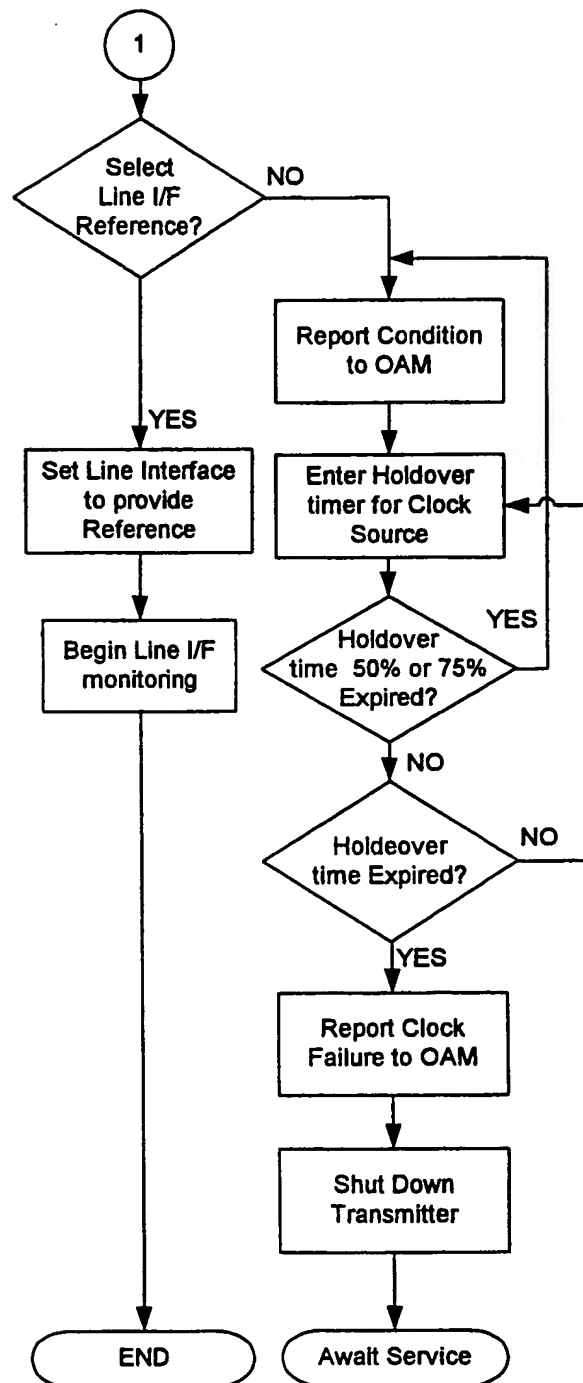 1
Select
Line I/F
Reference?
NO
YES
Report Condition
to OAM
Set Line Interface
to provide
Reference
Enter Holdover
timer for Clock
Source
Begin Line I/F
monitoring
YES
Holdover
time 50% or 75%
Expired?
NO
Holdeover
time Expired?
NO
YES
Report Clock
Failure to OAM
Shut Down
Transmitter
END
Await Service